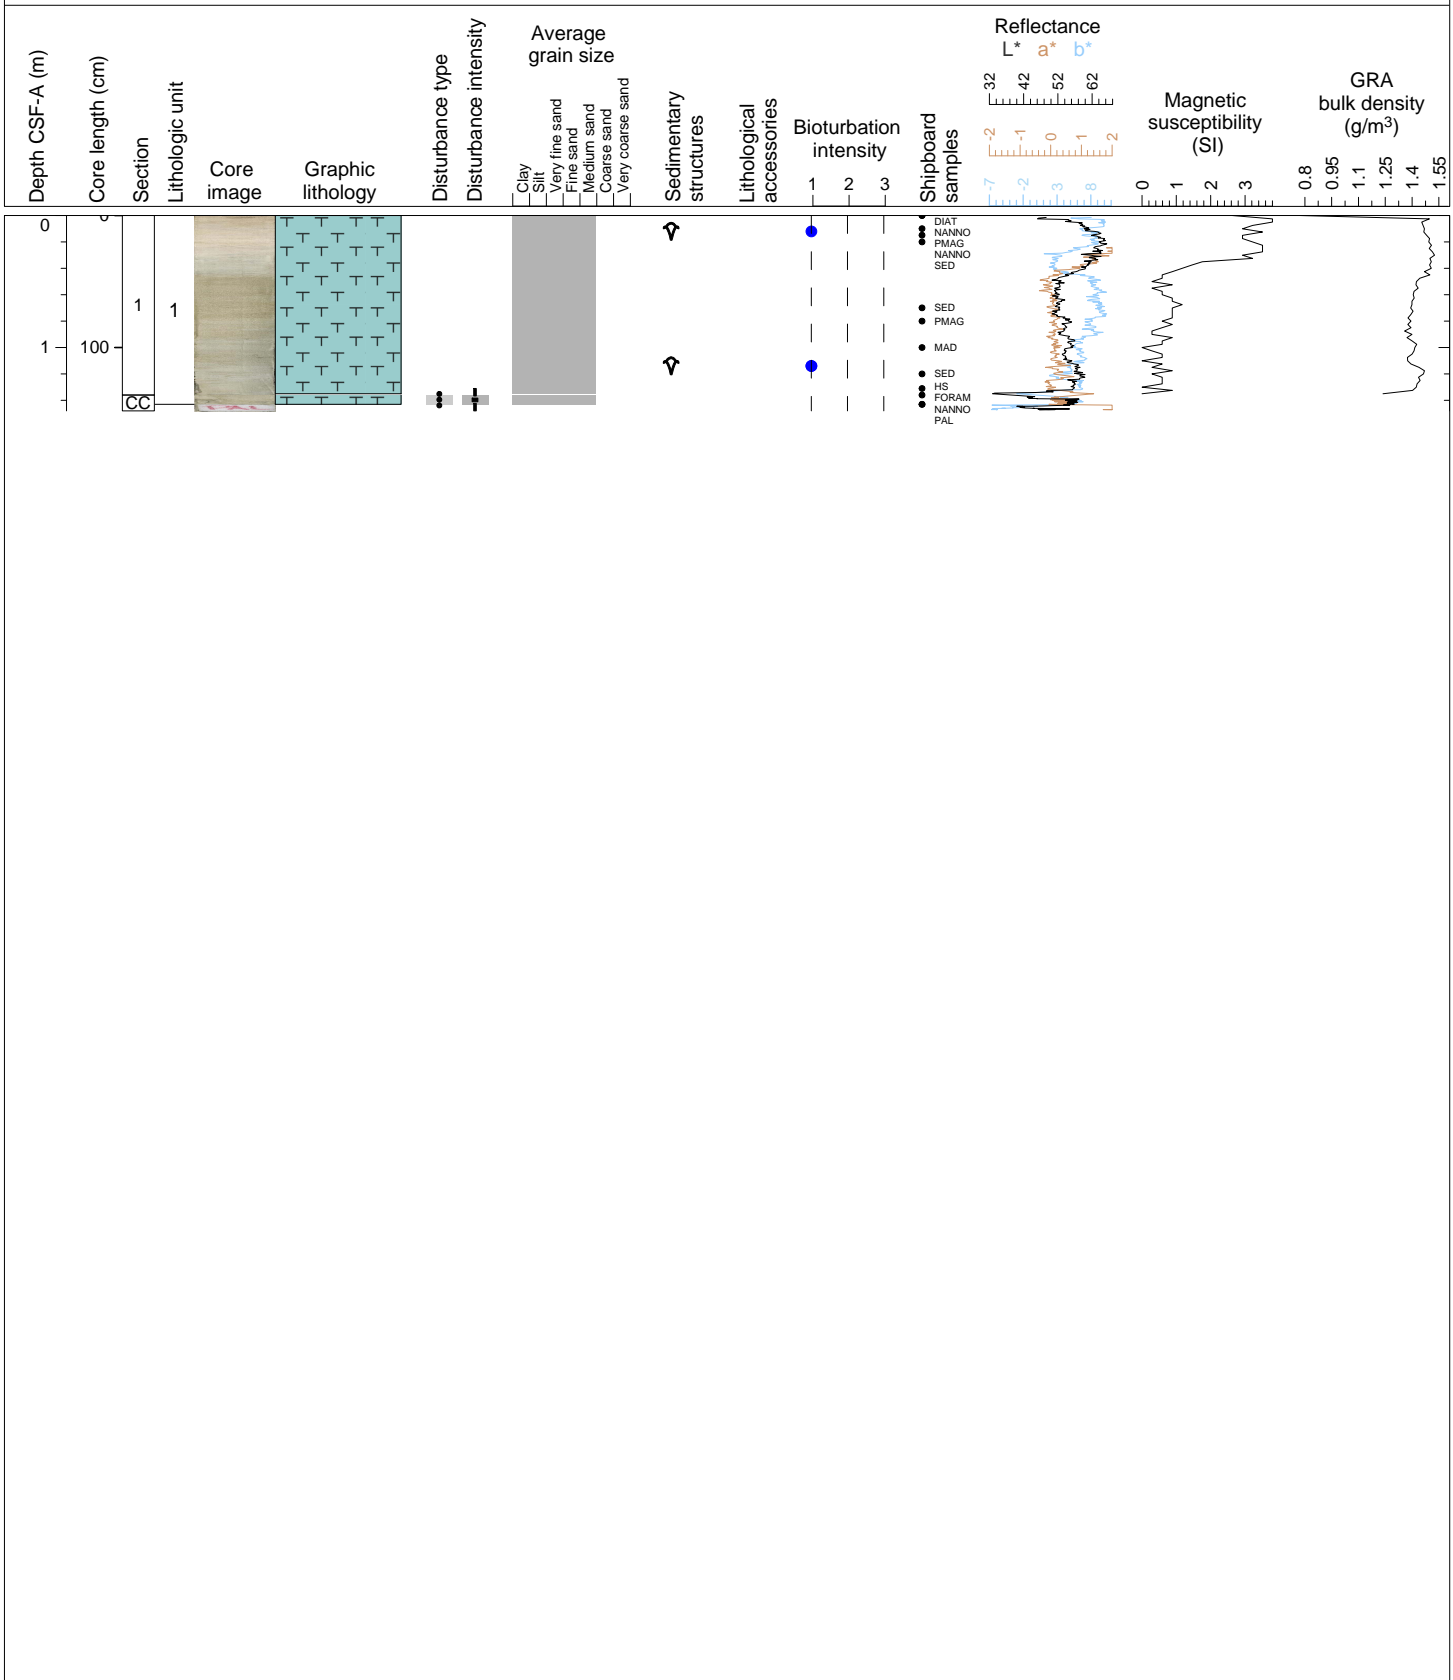 Depth CSF-A (m)
Core length (cm)
Section
Lithologic unit
Core
image
Graphic
lithology
Disturbance type
Disturbance intensity
Average
grain size
Clay
Silt
Very fine sand
Fine sand
Medium sand
Coarse sand
Very coarse sand
Sedimentary
structures
Lithological
accessories
Bioturbation
intensity
1 2 3
Shipboard
samples
Reflectance
L* a* b*
32 42 52 62
-2 -1 0 1 2
-7 -2 3 8
Magnetic
susceptibility
(SI)
0 1 2 3
GRA
bulk density
(g/m³)
0.8 0.95 1.1 1.25 1.4 1.55
0
0
1
1
1
100
CC
DIAT
NANNO
PMAG
NANNO
SED
SED
PMAG
MAD
SED
HS
FORAM
NANNO
PAL
PAL